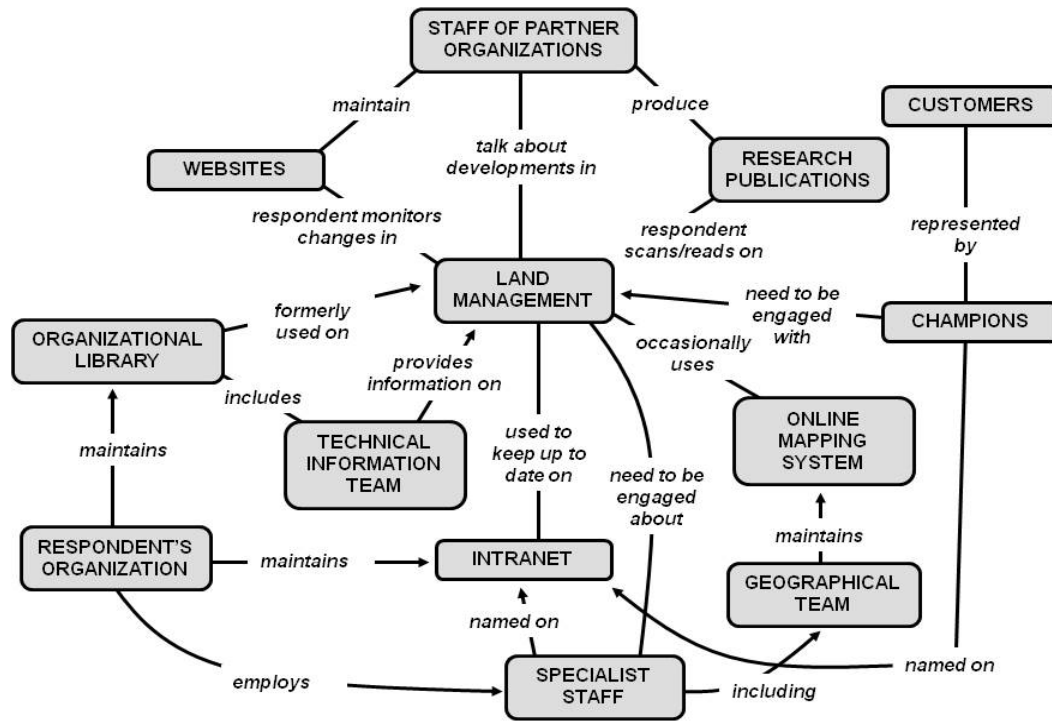 STAFF OF PARTNER
ORGANIZATIONS
maintain
produce
CUSTOMERS
talk about
developments in
WEBSITES
RESEARCH
PUBLICATIONS
respondent monitors
changes in
respondent
scans/reads on
represented
by
LAND
MANAGEMENT
formerly
used on
need to be
engaged
with
CHAMPIONS
ORGANIZATIONAL
LIBRARY
provides
information on
occasionally
uses
includes
TECHNICAL
INFORMATION
TEAM
used to
keep up to
date on
ONLINE
MAPPING
SYSTEM
maintains
need to be
engaged
about
RESPONDENT'S
ORGANIZATION
maintains
INTRANET
maintains
GEOGRAPHICAL
TEAM
named on
employs
SPECIALIST
STAFF
including
named on